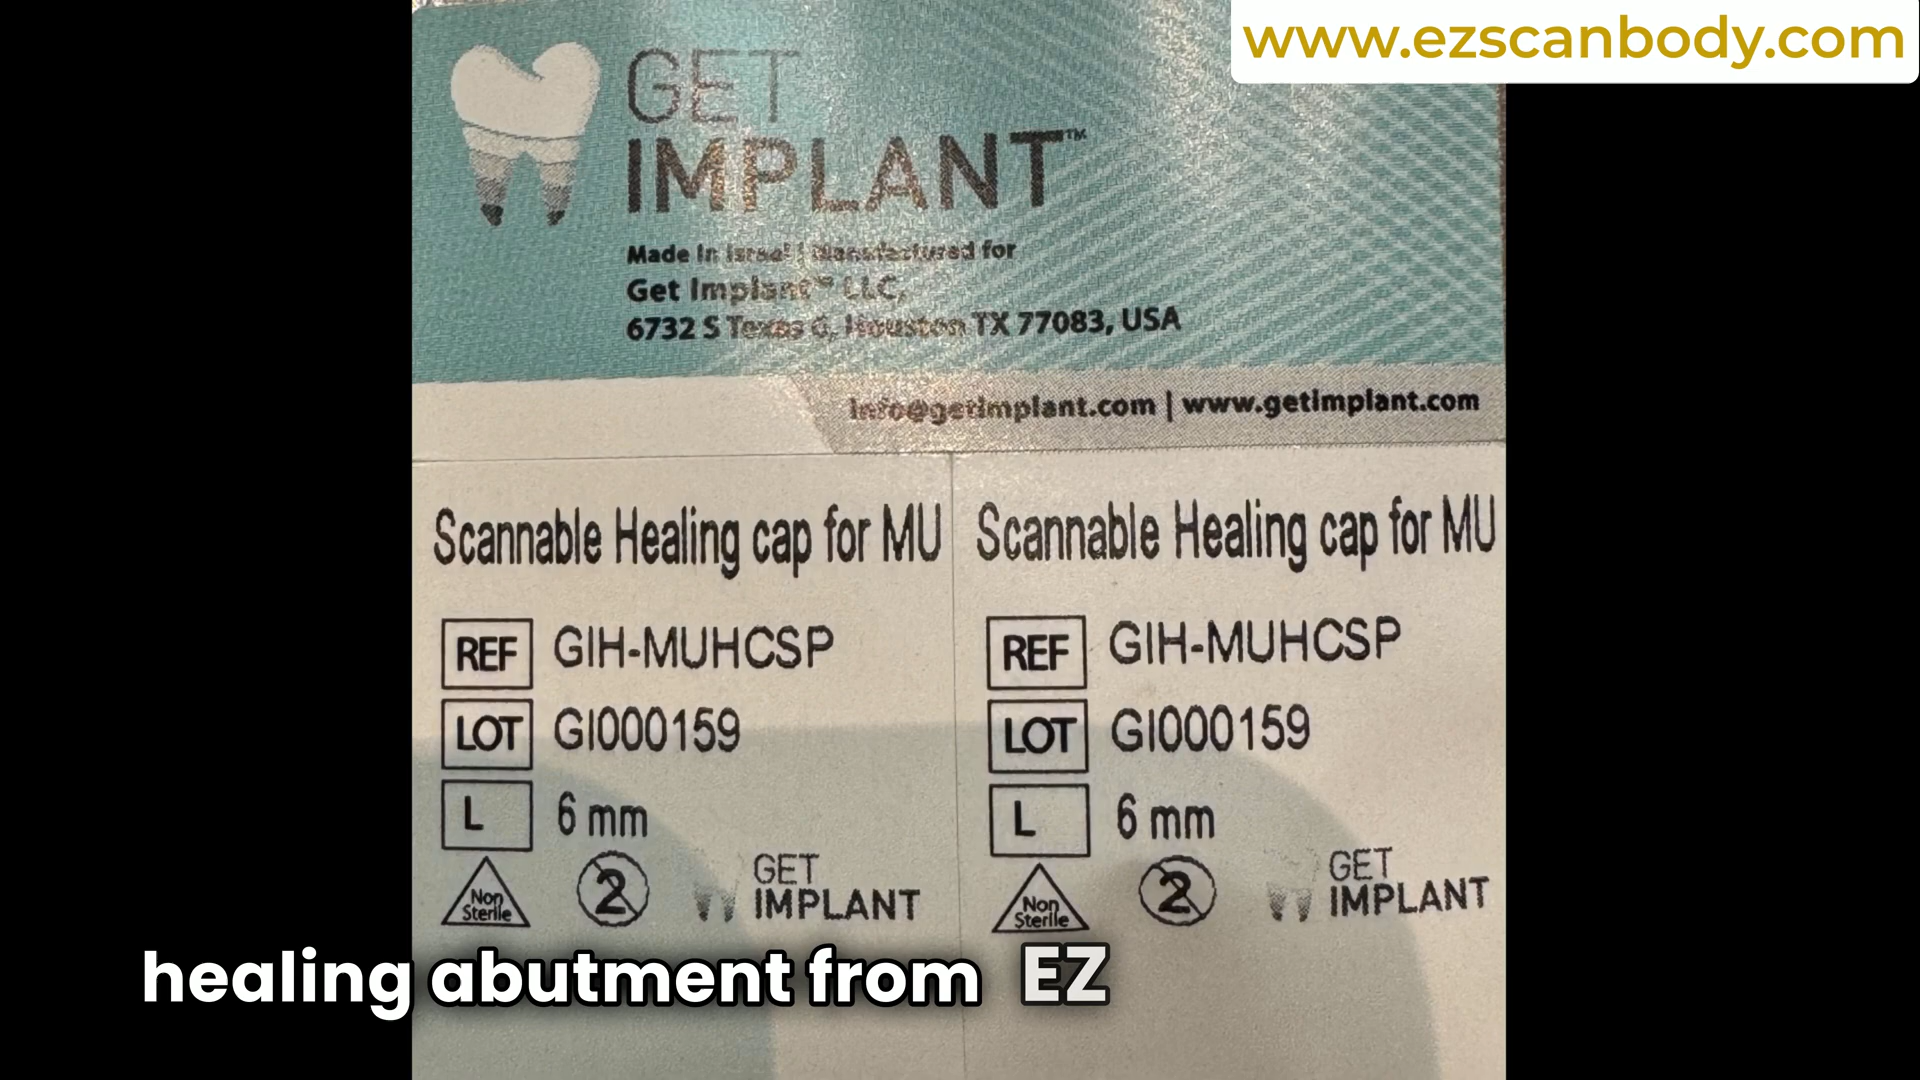 www.ezscanbody.com
GET
IMPLANT™
Made In Israel | Manufactured for
Get Implant™ LLC,
6732 S Texas 6, Houston TX 77083, USA
info@getimplant.com | www.getimplant.com
Scannable Healing cap for MU
REF GIH-MUHCSP
LOT GI000159
L 6 mm
Non
Sterile
2
GET
IMPLANT
Scannable Healing cap for MU
REF GIH-MUHCSP
LOT GI000159
L 6 mm
Non
Sterile
2
GET
IMPLANT
healing abutment from EZ